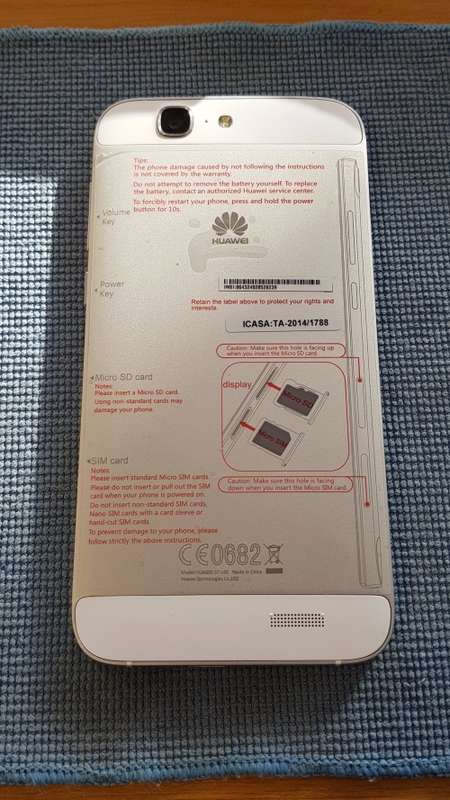 Tips:
The phone damage caused by not following the instructions
is not covered by the warranty.
Do not attempt to remove the battery yourself. To replace
the battery, contact an authorized Huawei service center.
To forcibly restart your phone, press and hold the power
button for 10s.
Volume
Key
HUAWEI
Power
Key
Retain the label above to protect your rights and
interests.
ICASA:TA-2014/1788
Caution: Make sure this hole is facing up
when you insert the Micro SD card.
display
Micro SD
Micro SIM
Micro SD card
Notes:
Please insert a Micro SD card.
Using non-standard cards may
damage your phone.
SIM card
Notes:
Please insert standard Micro SIM cards.
Please do not insert or pull out the SIM
card when your phone is powered on.
Do not insert non-standard SIM cards,
Nano SIM cards with a card sleeve or
hand-cut SIM cards.
To prevent damage to your phone, please
follow strictly the above instructions.
Caution: Make sure this hole is facing
down when you insert the Micro SIM card.
CE0682
Model:HUAWEI Made in China
Huawei Technologies Co.,Ltd.